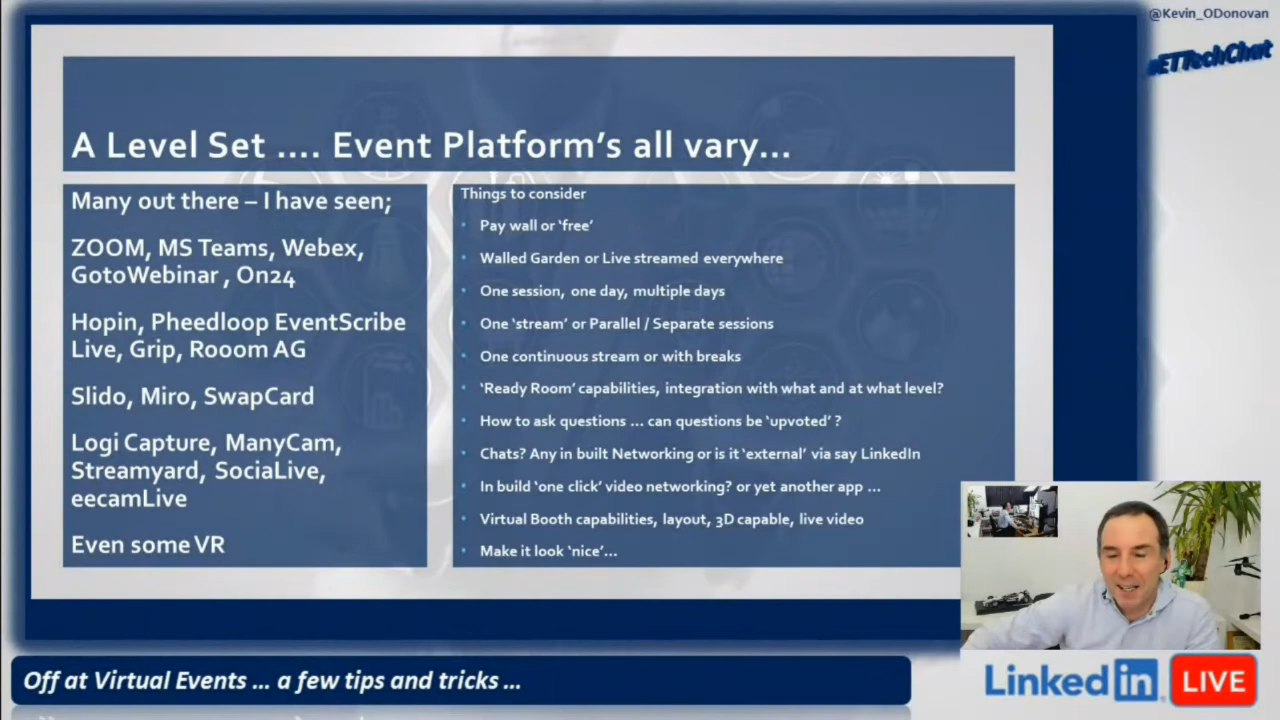 @Kevin_ODonovan
#ETTechChat
A Level Set .... Event Platform's all vary...
Many out there – I have seen;
ZOOM, MS Teams, Webex,
GotoWebinar , On24
Hopin, Pheedloop EventScribe
Live, Grip, Rooom AG
Slido, Miro, SwapCard
Logi Capture, ManyCam,
Streamyard, SociaLive,
eecamLive
Even some VR
Things to consider
• Pay wall or ‘free’
• Walled Garden or Live streamed everywhere
• One session, one day, multiple days
• One ‘stream’ or Parallel / Separate sessions
• One continuous stream or with breaks
• ‘Ready Room’ capabilities, integration with what and at what level?
• How to ask questions ... can questions be ‘upvoted’ ?
• Chats? Any in built Networking or is it ‘external’ via say LinkedIn
• In build ‘one click’ video networking? or yet another app ...
• Virtual Booth capabilities, layout, 3D capable, live video
• Make it look ‘nice’...
Off at Virtual Events ... a few tips and tricks ...
LinkedIn LIVE